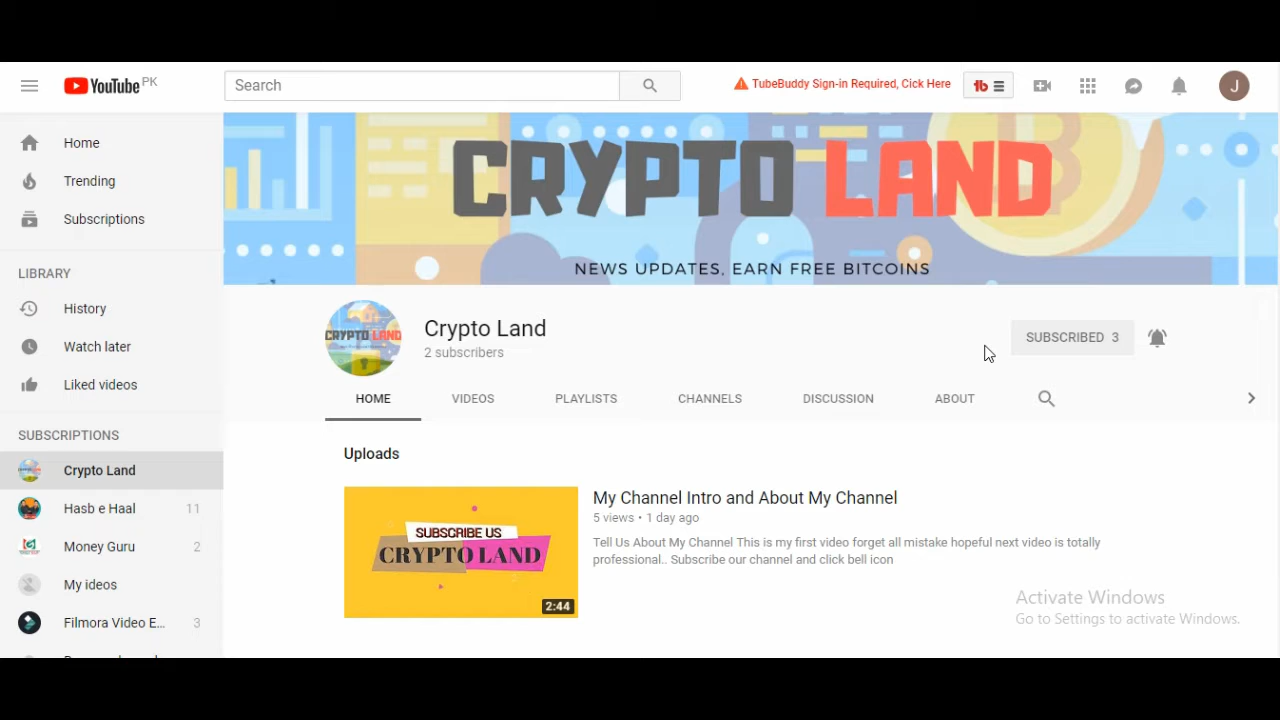 YouTube PK
Search
TubeBuddy Sign-in Required, Cick Here
tb
J
Home
Trending
Subscriptions
LIBRARY
History
Watch later
Liked videos
SUBSCRIPTIONS
Crypto Land
Hasb e Haal 11
Money Guru 2
My ideos
Filmora Video E... 3
CRYPTO LAND
NEWS UPDATES, EARN FREE BITCOINS
CRYPTO LAND
Crypto Land
2 subscribers
SUBSCRIBED 3
HOME VIDEOS PLAYLISTS CHANNELS DISCUSSION ABOUT
Uploads
SUBSCRIBE US
CRYPTO LAND
2:44
My Channel Intro and About My Channel
5 views • 1 day ago
Tell Us About My Channel This is my first video forget all mistake hopeful next video is totally
professional.. Subscribe our channel and click bell icon
Activate Windows
Go to Settings to activate Windows.